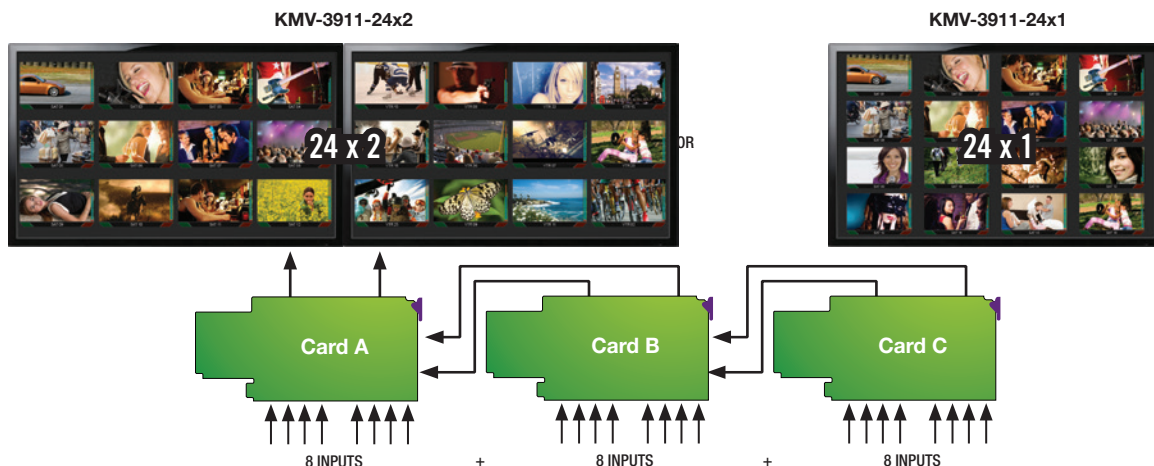 KMV-3911-24x2
KMV-3911-24x1
24 x 2
OR
24 x 1
Card A
Card B
Card C
8 INPUTS
+
8 INPUTS
+
8 INPUTS